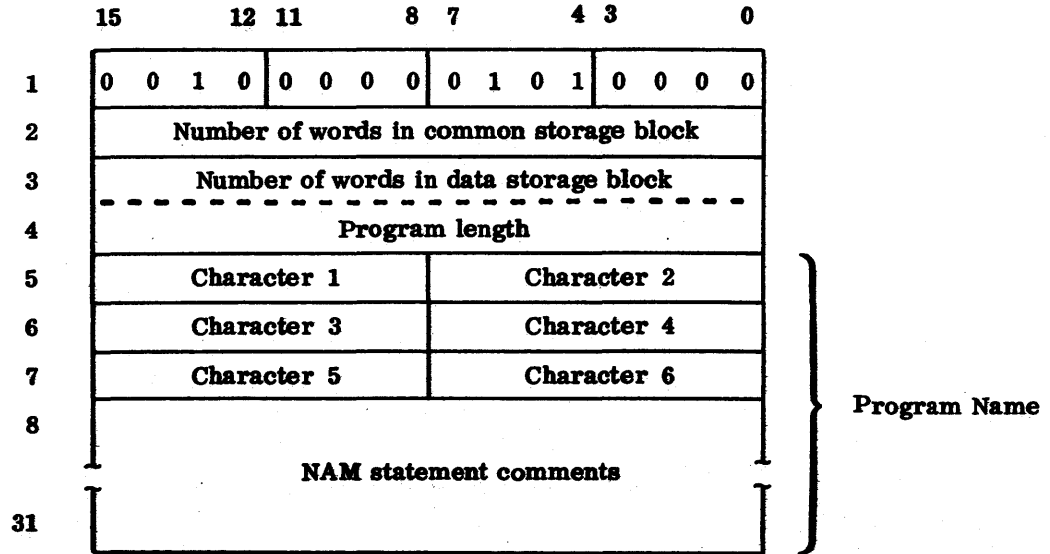 15 12 11 8 7 4 3 0
1 0 0 1 0 0 0 0 0 0 1 0 1 0 0 0 0
2 Number of words in common storage block
3 Number of words in data storage block
4 Program length
5 Character 1 Character 2
6 Character 3 Character 4
7 Character 5 Character 6
8
Program Name
NAM statement comments
31